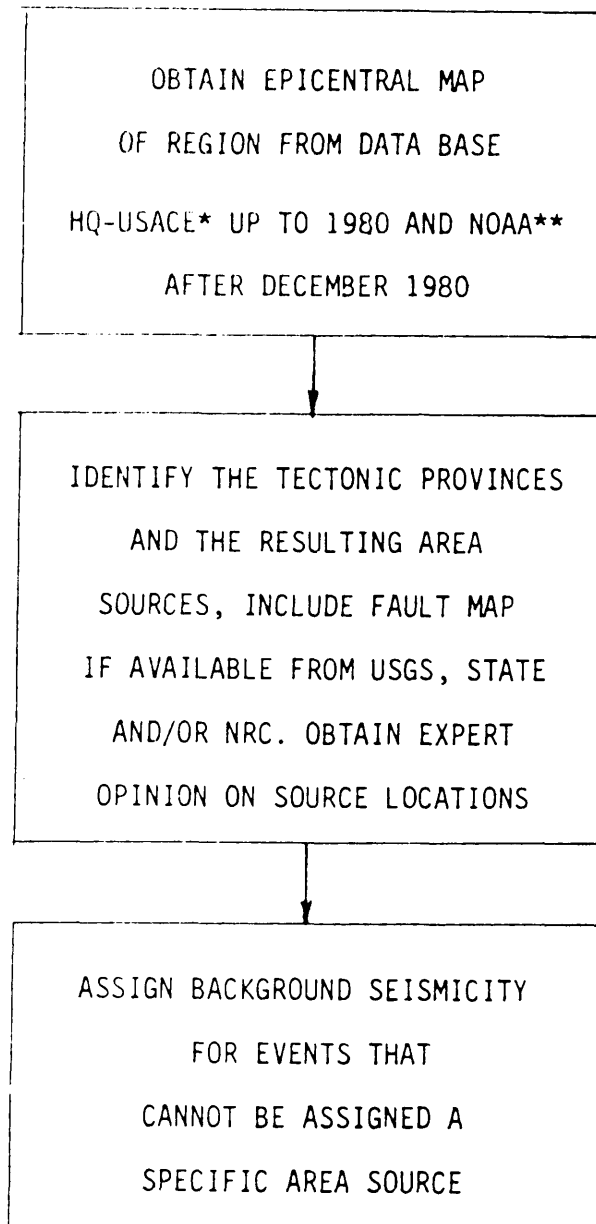 OBTAIN EPICENTRAL MAP
OF REGION FROM DATA BASE
HQ-USACE* UP TO 1980 AND NOAA**
AFTER DECEMBER 1980
IDENTIFY THE TECTONIC PROVINCES
AND THE RESULTING AREA
SOURCES, INCLUDE FAULT MAP
IF AVAILABLE FROM USGS, STATE
AND/OR NRC. OBTAIN EXPERT
OPINION ON SOURCE LOCATIONS
ASSIGN BACKGROUND SEISMICITY
FOR EVENTS THAT
CANNOT BE ASSIGNED A
SPECIFIC AREA SOURCE